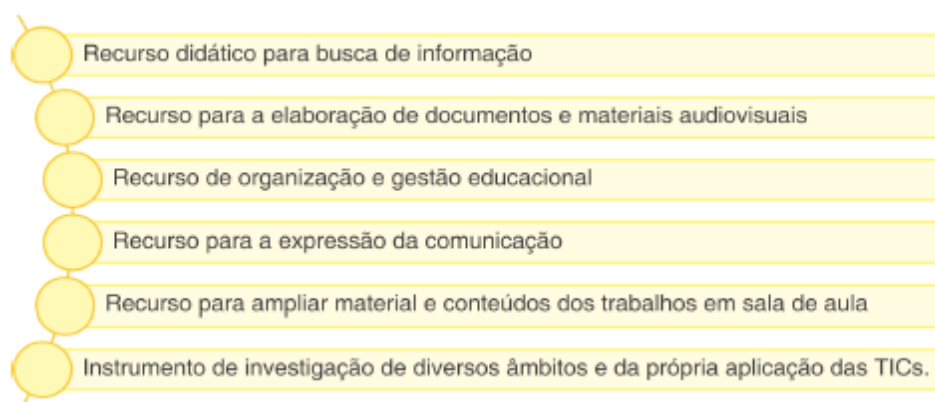 Recurso didático para busca de informação
Recurso para a elaboração de documentos e materiais audiovisuais
Recurso de organização e gestão educacional
Recurso para a expressão da comunicação
Recurso para ampliar material e conteúdos dos trabalhos em sala de aula
Instrumento de investigação de diversos âmbitos e da própria aplicação das TICs.